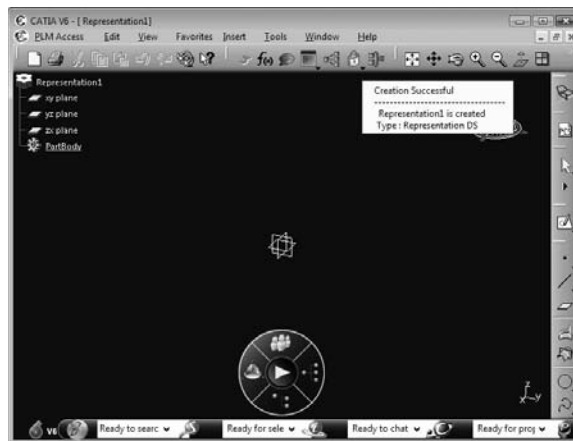 CATIA V6 - [ Representation1]
PLM Access Edit View Favorites Insert Tools Window Help
f(x)
Representation1
xy plane
yz plane
zx plane
PartBody
Creation Successful
Representation1 is created
Type : Representation DS
z
y
x
V6 Ready to searc Ready for sele Ready to chat Ready for proj